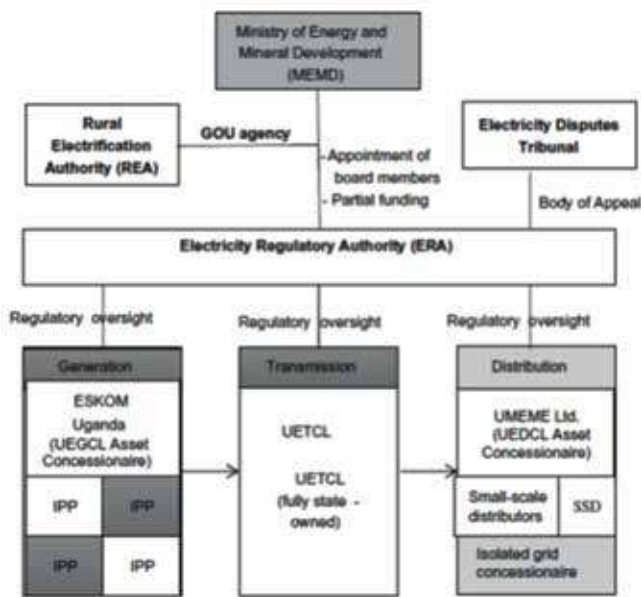 Ministry of Energy and
Mineral Development
(MEMD)
Rural
Electrification
Authority (REA)
GOU agency
Electricity Disputes
Tribunal
- Appointment of
board members
- Partial funding
Body of Appeal
Electricity Regulatory Authority (ERA)
Regulatory oversight
Regulatory oversight
Regulatory oversight
Generation
Transmission
Distribution
ESKOM
Uganda
(UEGCL Asset
Concessionaire)
UETCL
UETCL
(fully state -
owned)
UMEME Ltd.
(UEDCL Asset
Concessionaire)
IPP
IPP
IPP
IPP
Small-scale
distributors
SSD
Isolated grid
concessionaire